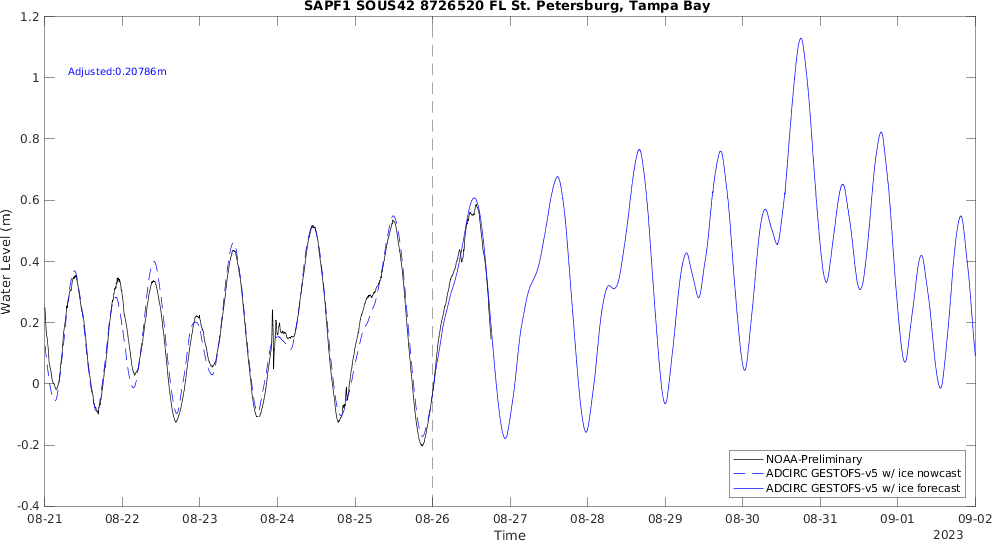 SAPF1 SOUS42 8726520 FL St. Petersburg, Tampa Bay
Adjusted:0.20786m
1.2
1
0.8
0.6
0.4
0.2
0
-0.2
-0.4
Water Level (m)
NOAA-Preliminary
ADCIRC GESTOFS-v5 w/ ice nowcast
ADCIRC GESTOFS-v5 w/ ice forecast
08-21 08-22 08-23 08-24 08-25 08-26 08-27 08-28 08-29 08-30 08-31 09-01 09-02
Time
2023